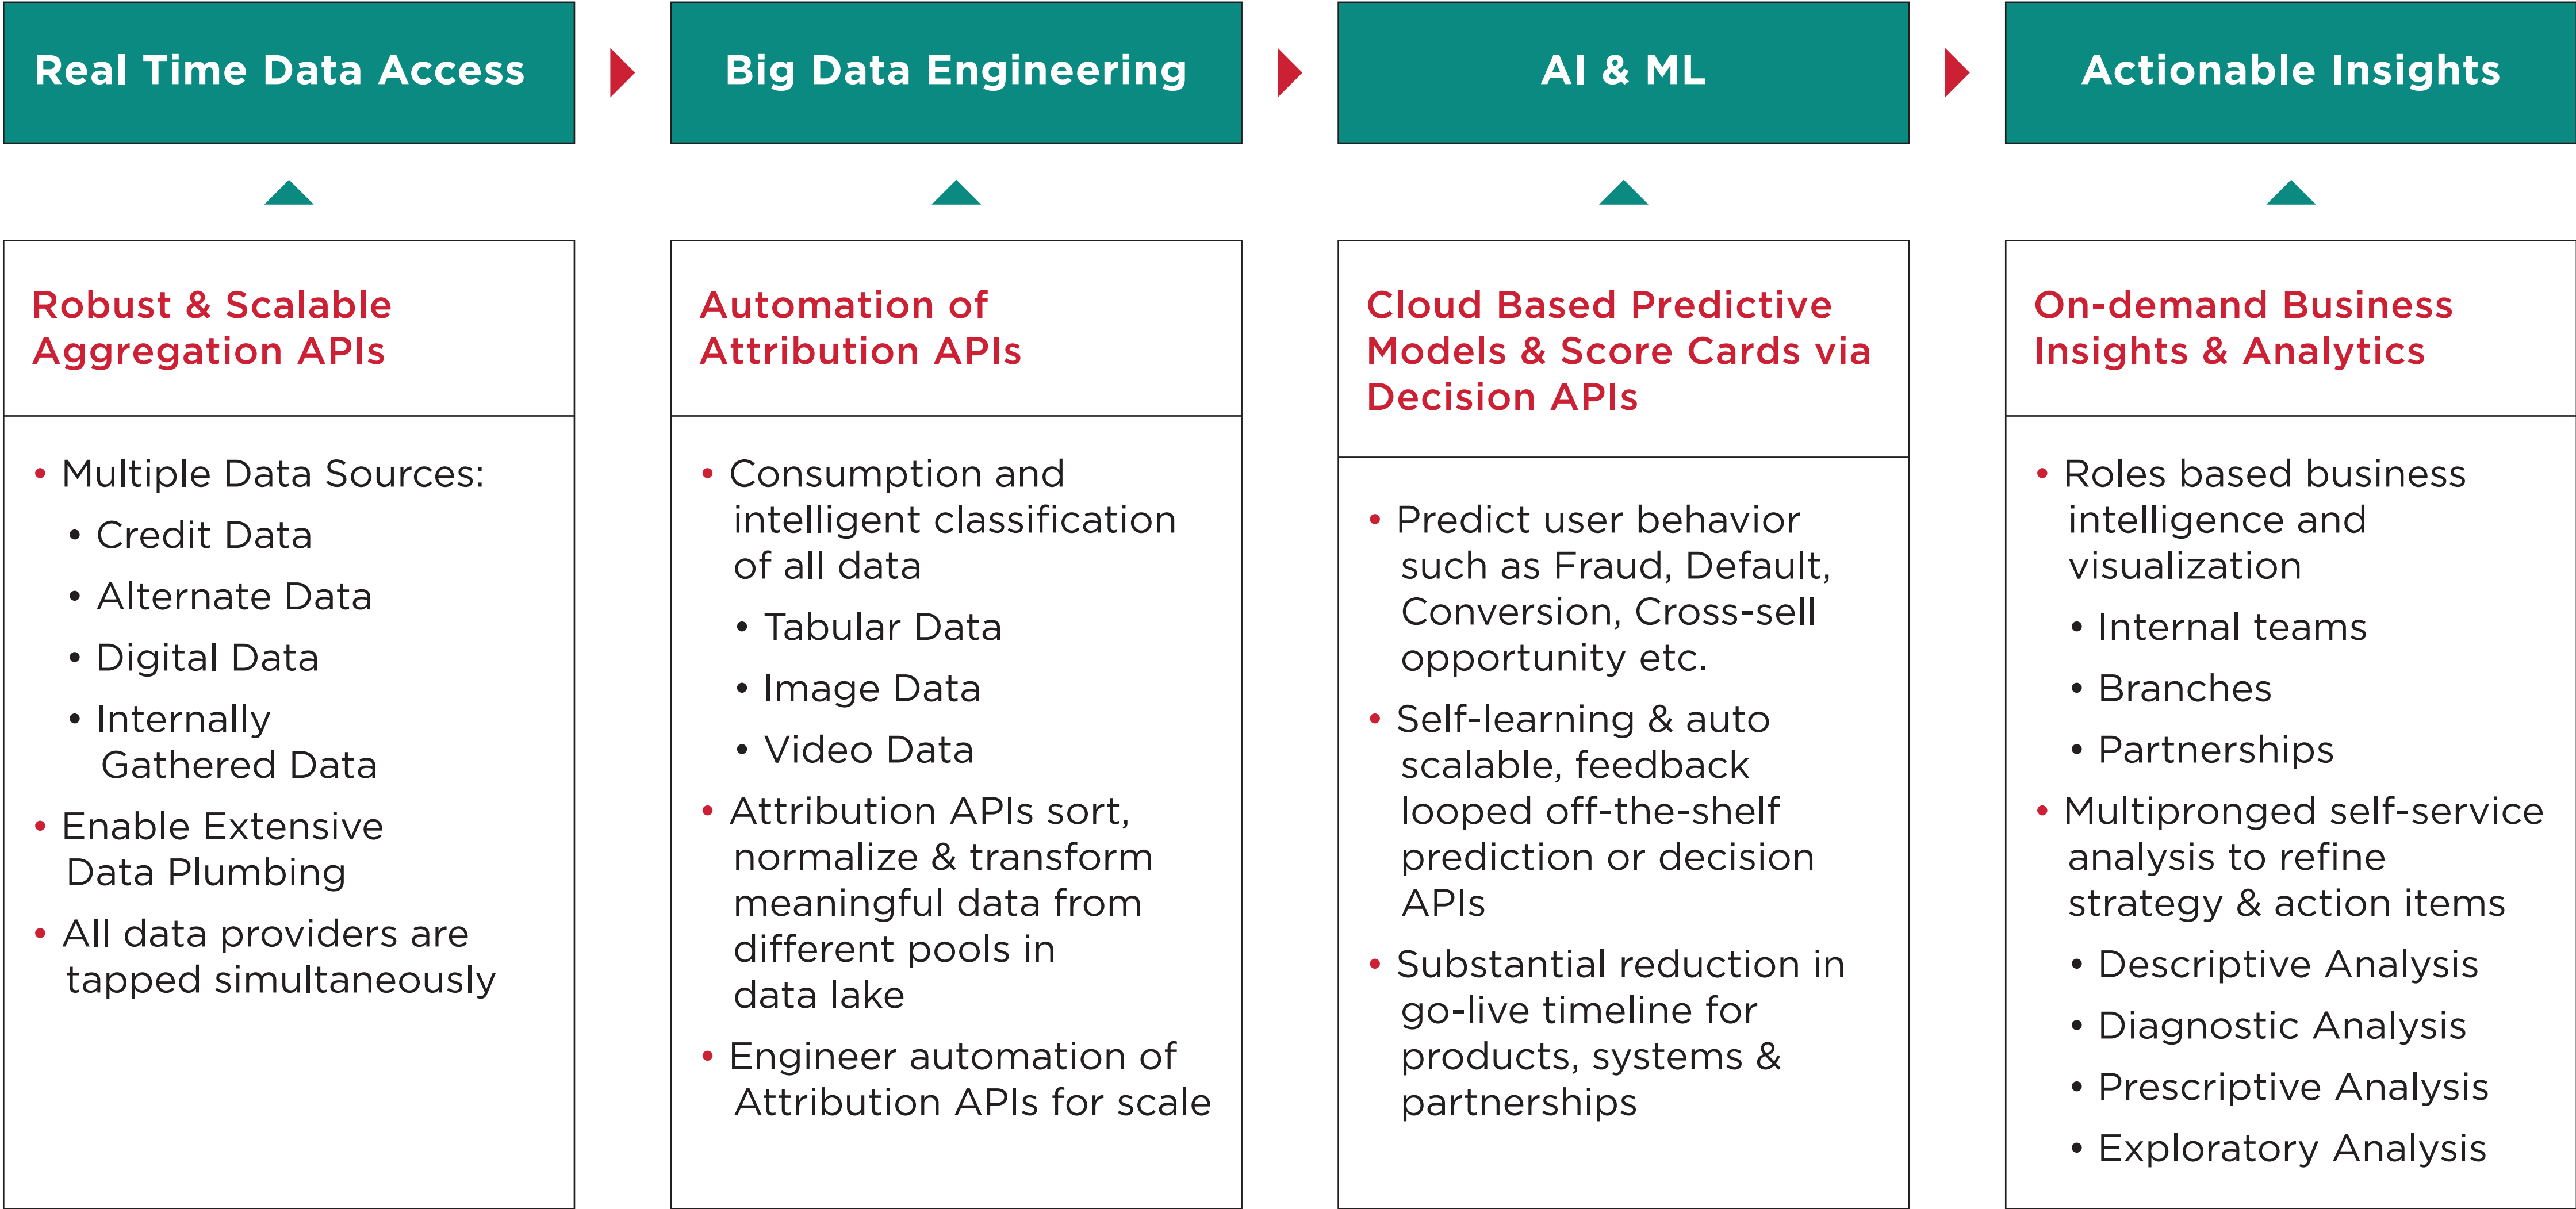 Real Time Data Access
Big Data Engineering
AI & ML
Actionable Insights
Robust & Scalable
Aggregation APIs
• Multiple Data Sources:
• Credit Data
• Alternate Data
• Digital Data
• Internally
Gathered Data
• Enable Extensive
Data Plumbing
• All data providers are
tapped simultaneously
Automation of
Attribution APIs
• Consumption and
intelligent classification
of all data
• Tabular Data
• Image Data
• Video Data
• Attribution APIs sort,
normalize & transform
meaningful data from
different pools in
data lake
• Engineer automation of
Attribution APIs for scale
Cloud Based Predictive
Models & Score Cards via
Decision APIs
• Predict user behavior
such as Fraud, Default,
Conversion, Cross-sell
opportunity etc.
• Self-learning & auto
scalable, feedback
looped off-the-shelf
prediction or decision
APIs
• Substantial reduction in
go-live timeline for
products, systems &
partnerships
On-demand Business
Insights & Analytics
• Roles based business
intelligence and
visualization
• Internal teams
• Branches
• Partnerships
• Multipronged self-service
analysis to refine
strategy & action items
• Descriptive Analysis
• Diagnostic Analysis
• Prescriptive Analysis
• Exploratory Analysis